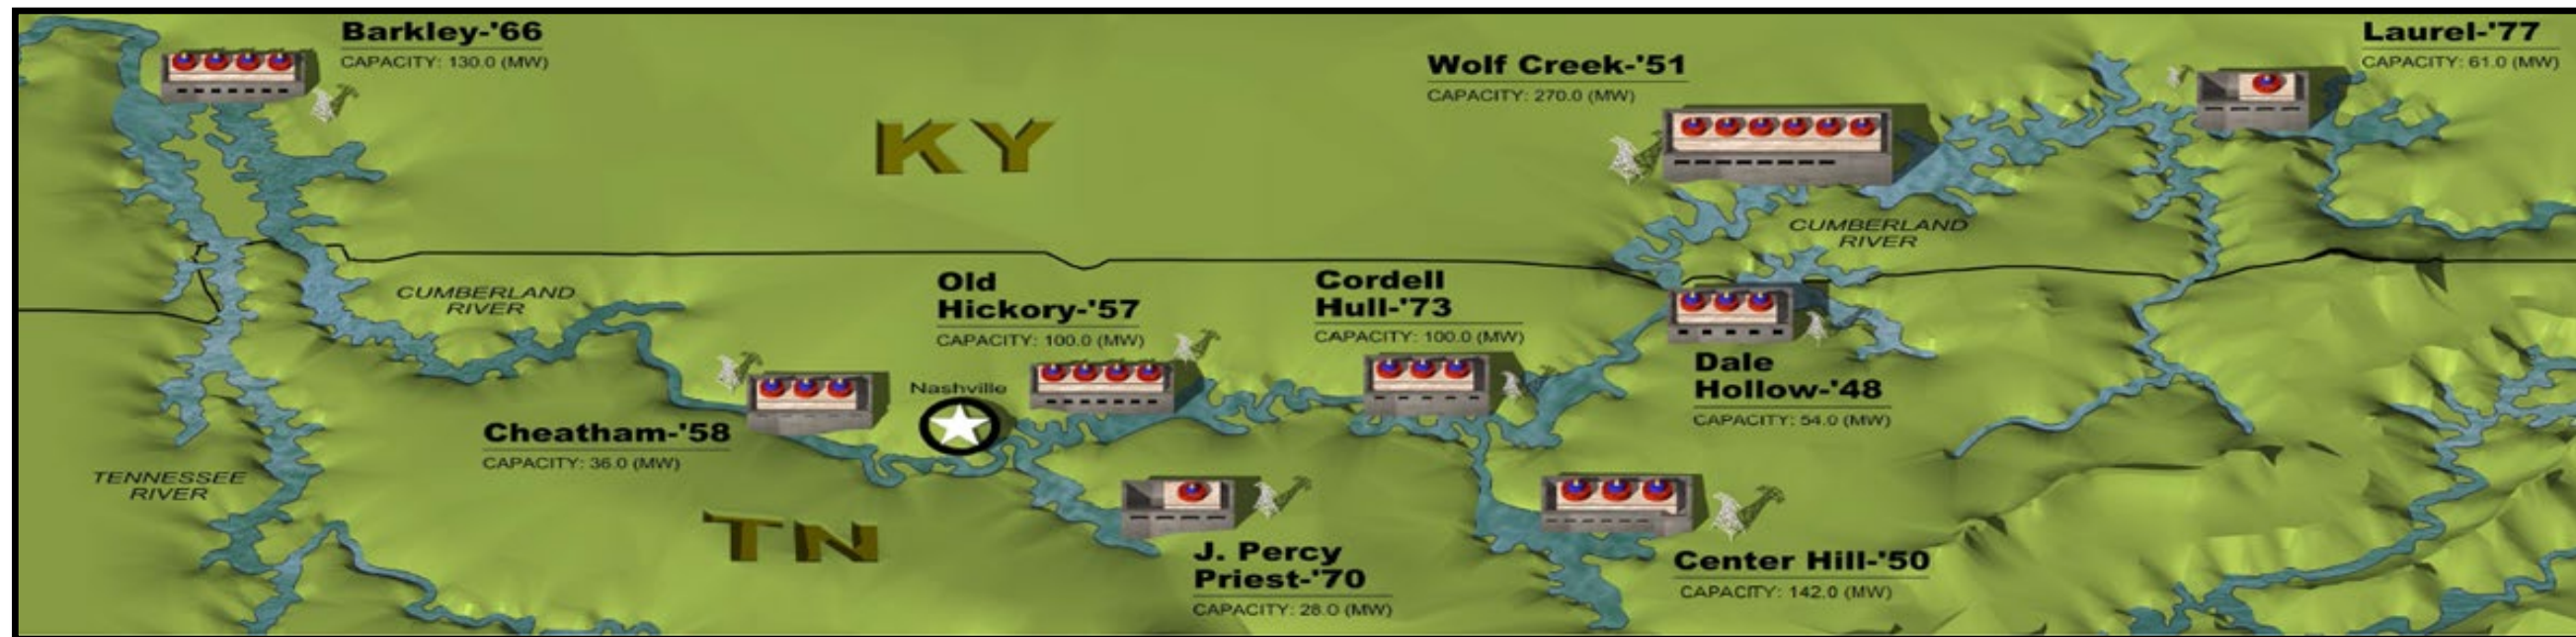 Barkley-'66
CAPACITY: 130.0 (MW)
KY
Wolf Creek-'51
CAPACITY: 270.0 (MW)
Laurel-'77
CAPACITY: 61.0 (MW)
CUMBERLAND
RIVER
CUMBERLAND
RIVER
Old
Hickory-'57
CAPACITY: 100.0 (MW)
Cordell
Hull-'73
CAPACITY: 100.0 (MW)
Dale
Hollow-'48
CAPACITY: 54.0 (MW)
Nashville
Cheatham-'58
CAPACITY: 36.0 (MW)
TENNESSEE
RIVER
TN
J. Percy
Priest-'70
CAPACITY: 28.0 (MW)
Center Hill-'50
CAPACITY: 142.0 (MW)